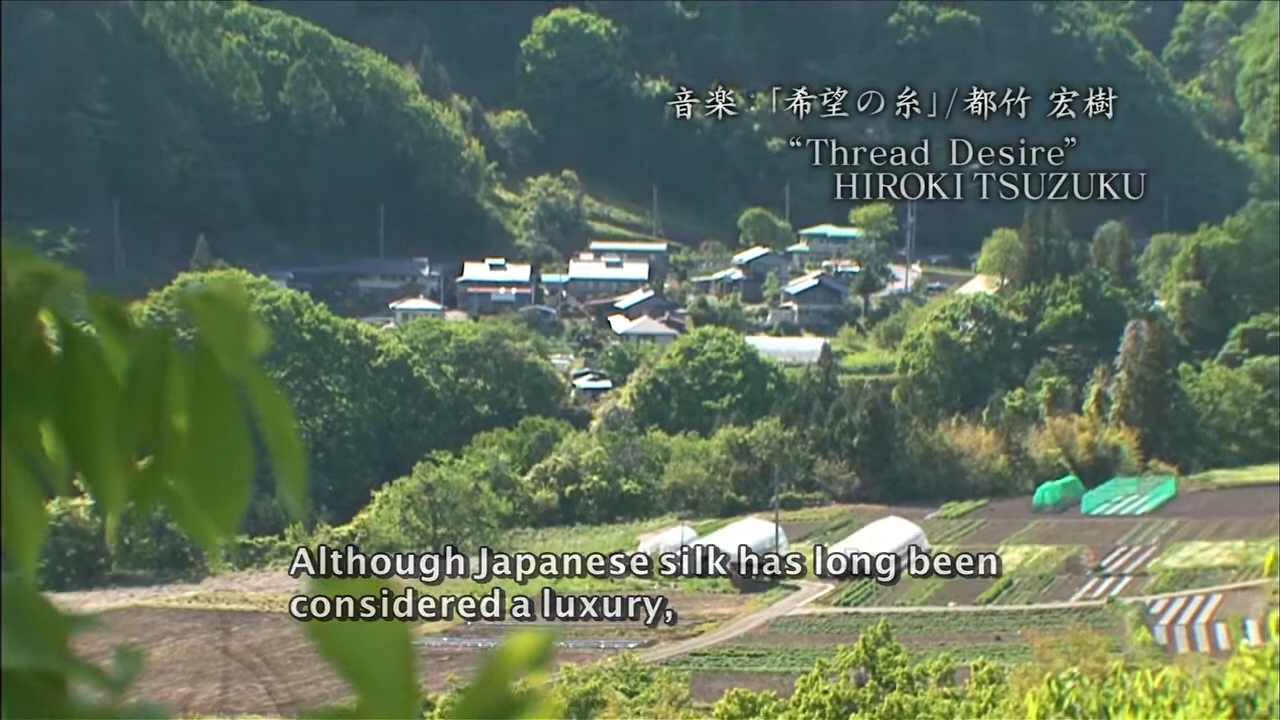 音楽：「希望の糸」/都竹 宏樹
“Thread Desire”
HIROKI TSUZUKU
Although Japanese silk has long been
considered a luxury,